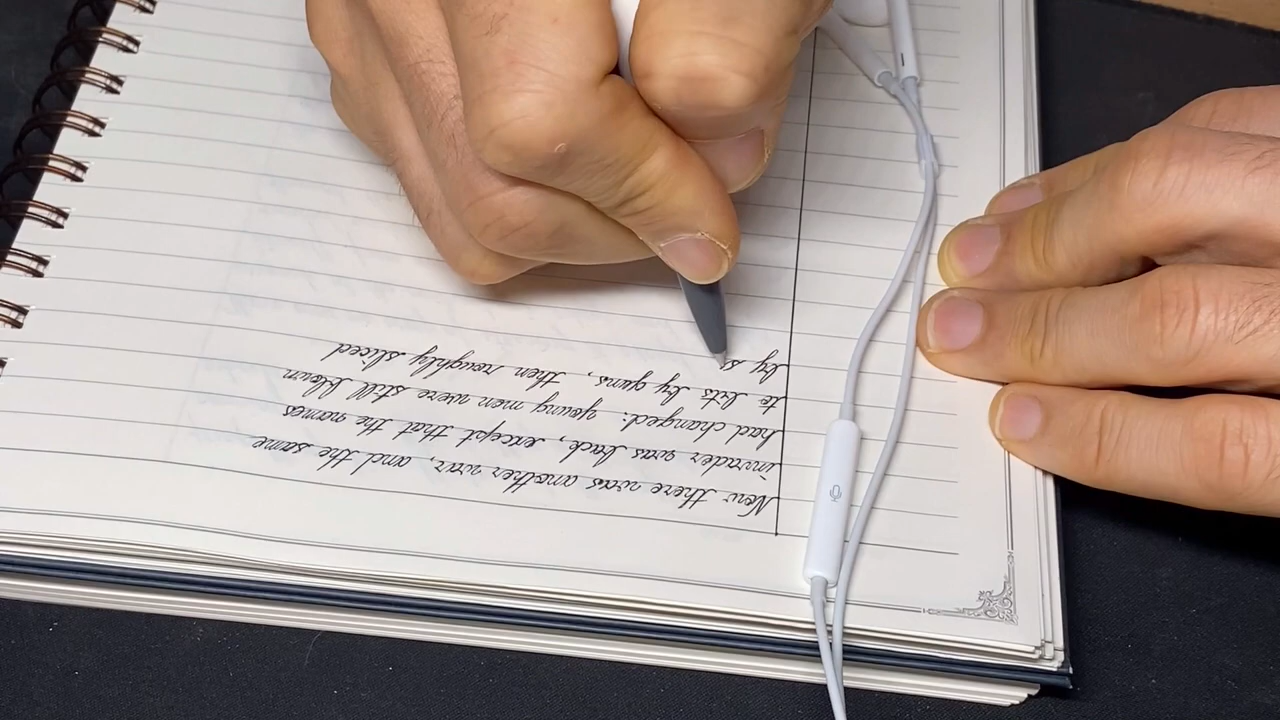 Now there was another war, and the same
invader was back, except that the names
had changed: young men were still blown
to bits by guns, then roughly sliced
by s